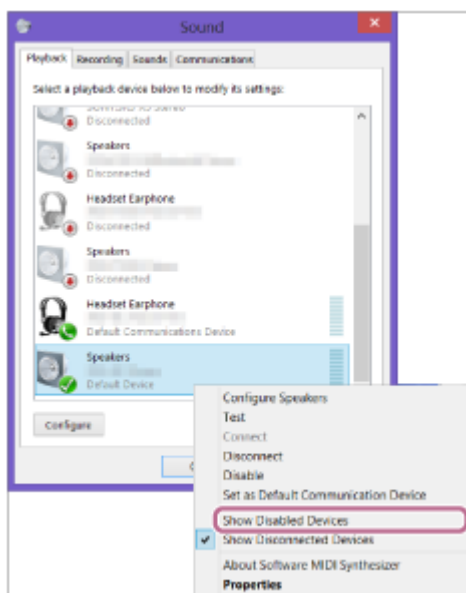 Sound
Playback Recording Sounds Communications
Select a playback device below to modify its settings:
Disconnected
Speakers
Disconnected
Headset Earphone
Disconnected
Speakers
Disconnected
Headset Earphone
Default Communications Device
Speakers
Default Device
Configure
Configure Speakers
Test
Connect
Disconnect
Disable
Set as Default Communication Device
Show Disabled Devices
Show Disconnected Devices
About Software MIDI Synthesizer
Properties